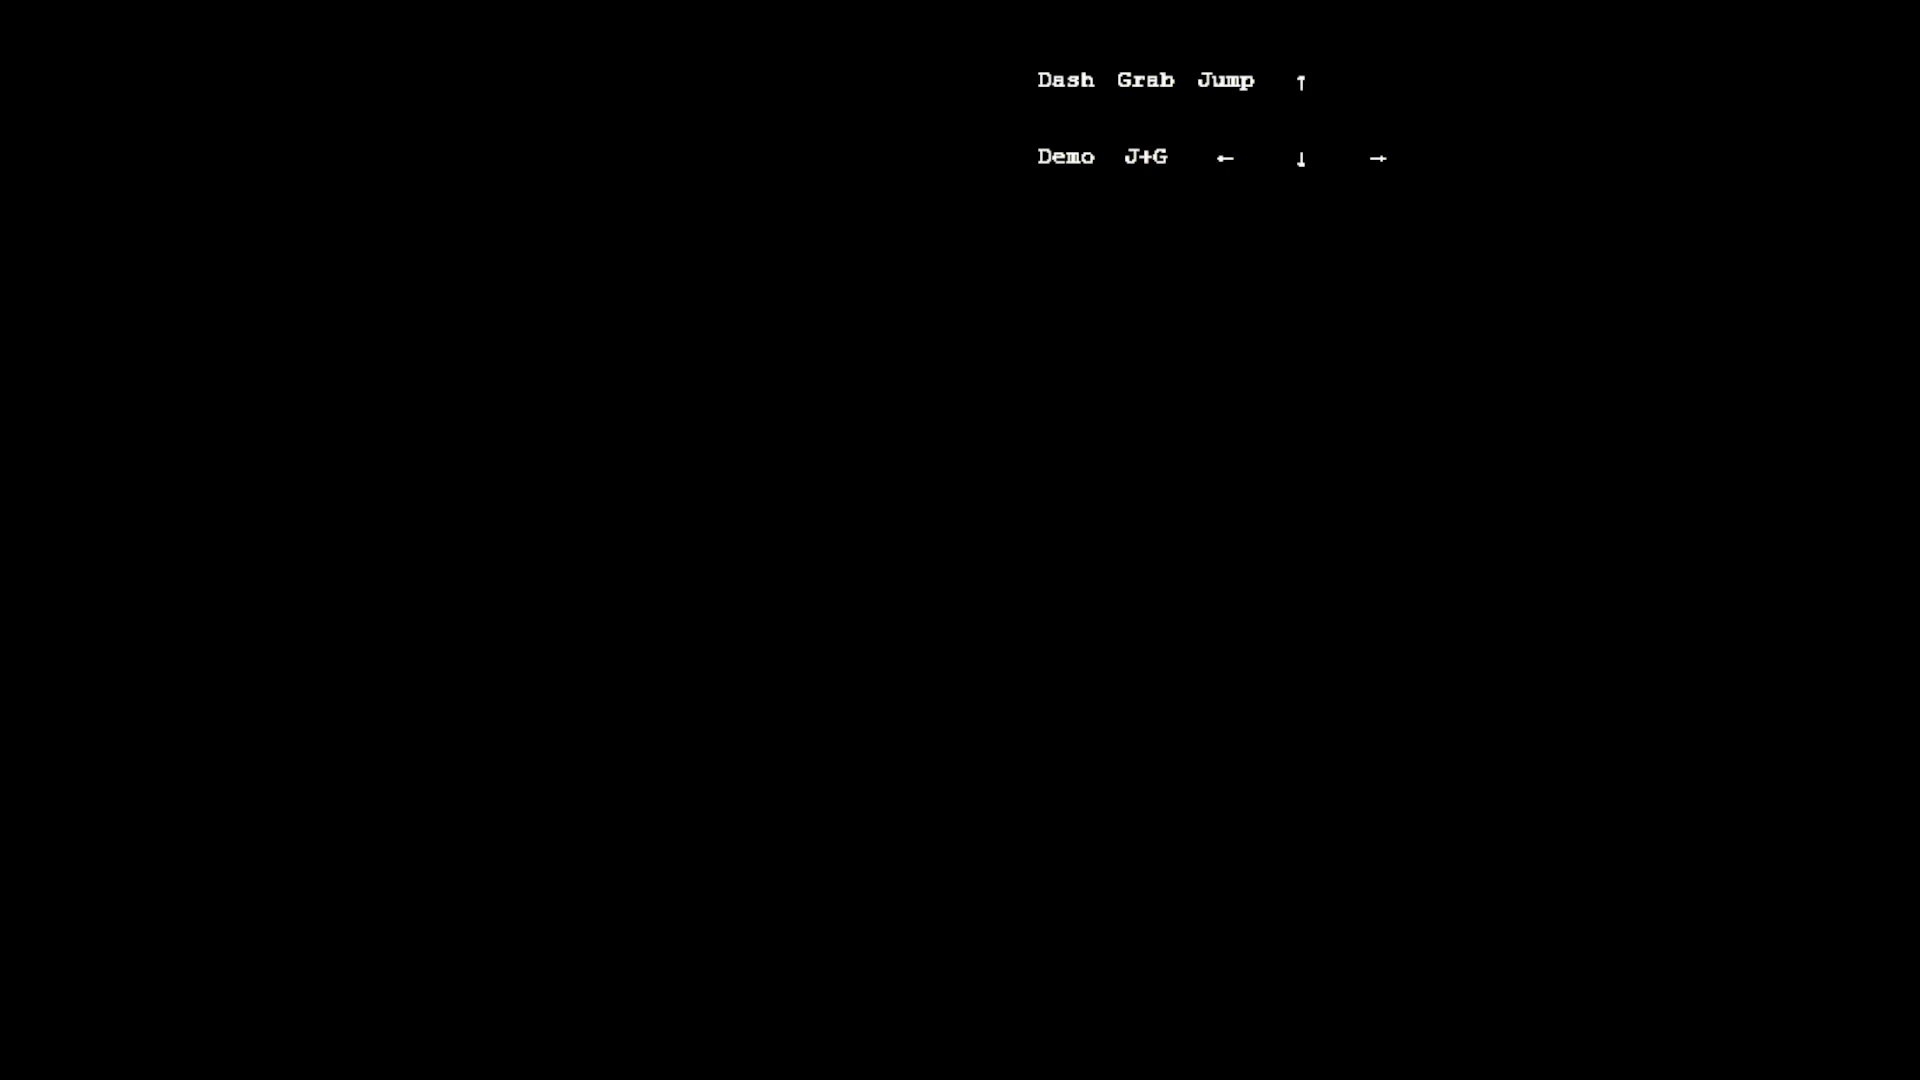 Dash Grab Jump ↑
Demo J+G ← ↓ →